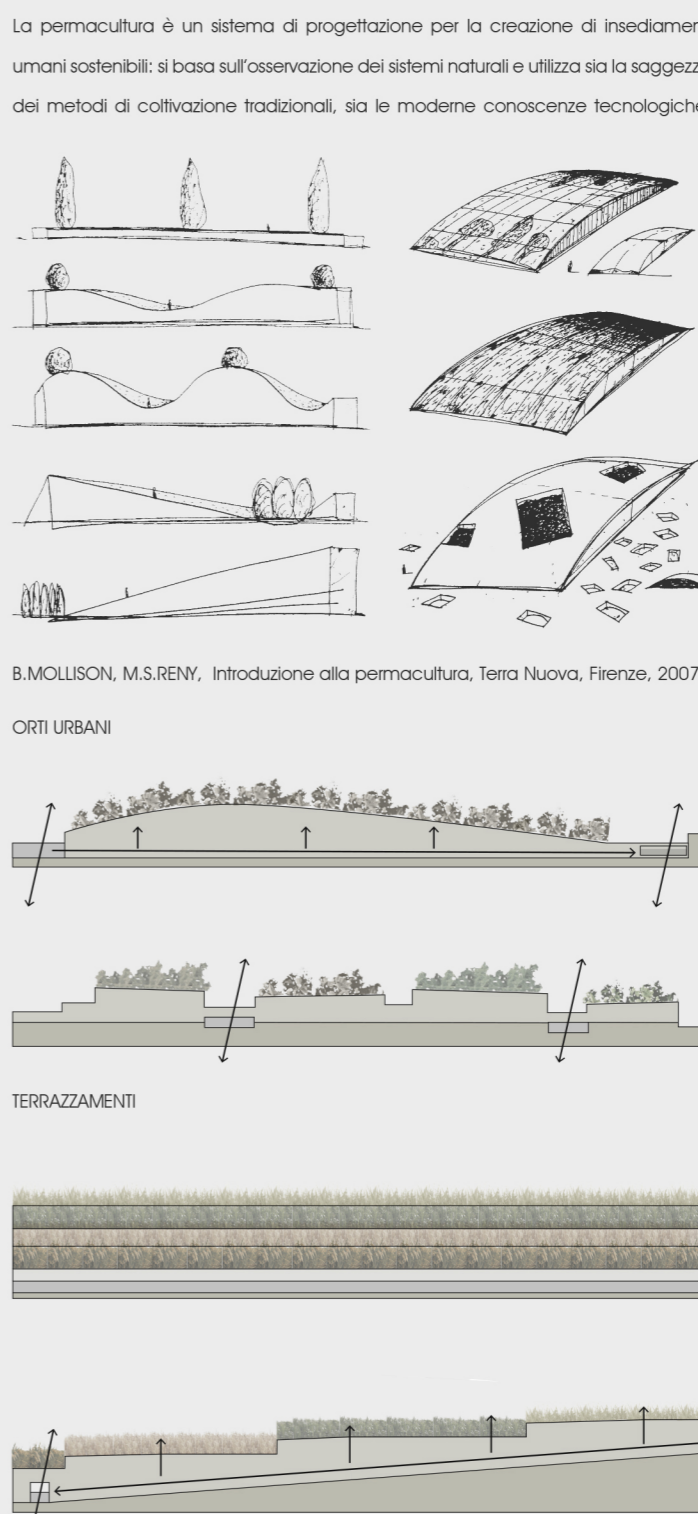 La permacultura è un sistema di progettazione per la creazione di insediamen
umani sostenibili: si basa sull'osservazione dei sistemi naturali e utilizza sia la saggezz
dei metodi di coltivazione tradizionali, sia le moderne conoscenze tecnologiche
B.MOLLISON, M.S.RENY, Introduzione alla permacultura, Terra Nuova, Firenze, 2007
ORTI URBANI
TERRAZZAMENTI